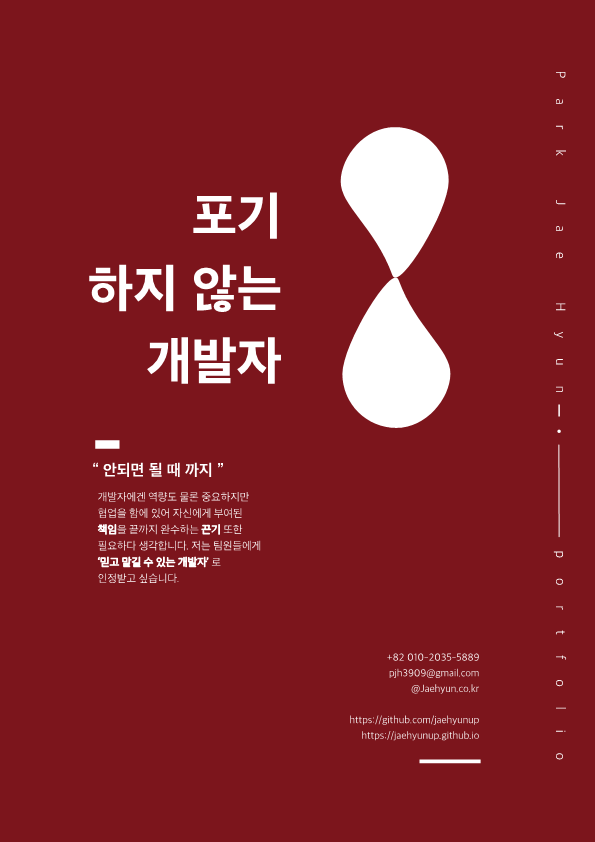 포기
하지 않는
개발자
“ 안되면 될 때 까지 ”
개발자에겐 역량도 물론 중요하지만
협업을 함에 있어 자신에게 부여된
책임을 끝까지 완수하는 끈기 또한
필요하다 생각합니다. 저는 팀원들에게
‘믿고 맡길 수 있는 개발자’ 로
인정받고 싶습니다.
+82 010-2035-5889
pjh3909@gmail.com
@Jaehyun.co.kr
https://github.com/jaehyunup
https://jaehyunup.github.io
Park Jae Hyun
portfolio